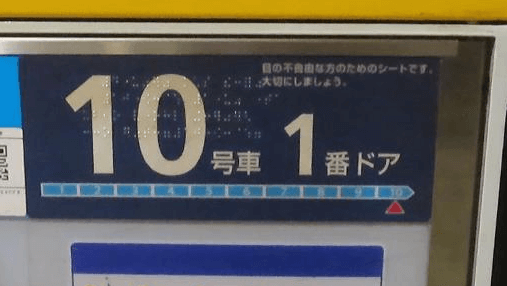 目の不自由な方のためのシートです。
大切にしましょう。
10号車 1番ドア
1 2 3 4 5 6 7 8 9 10